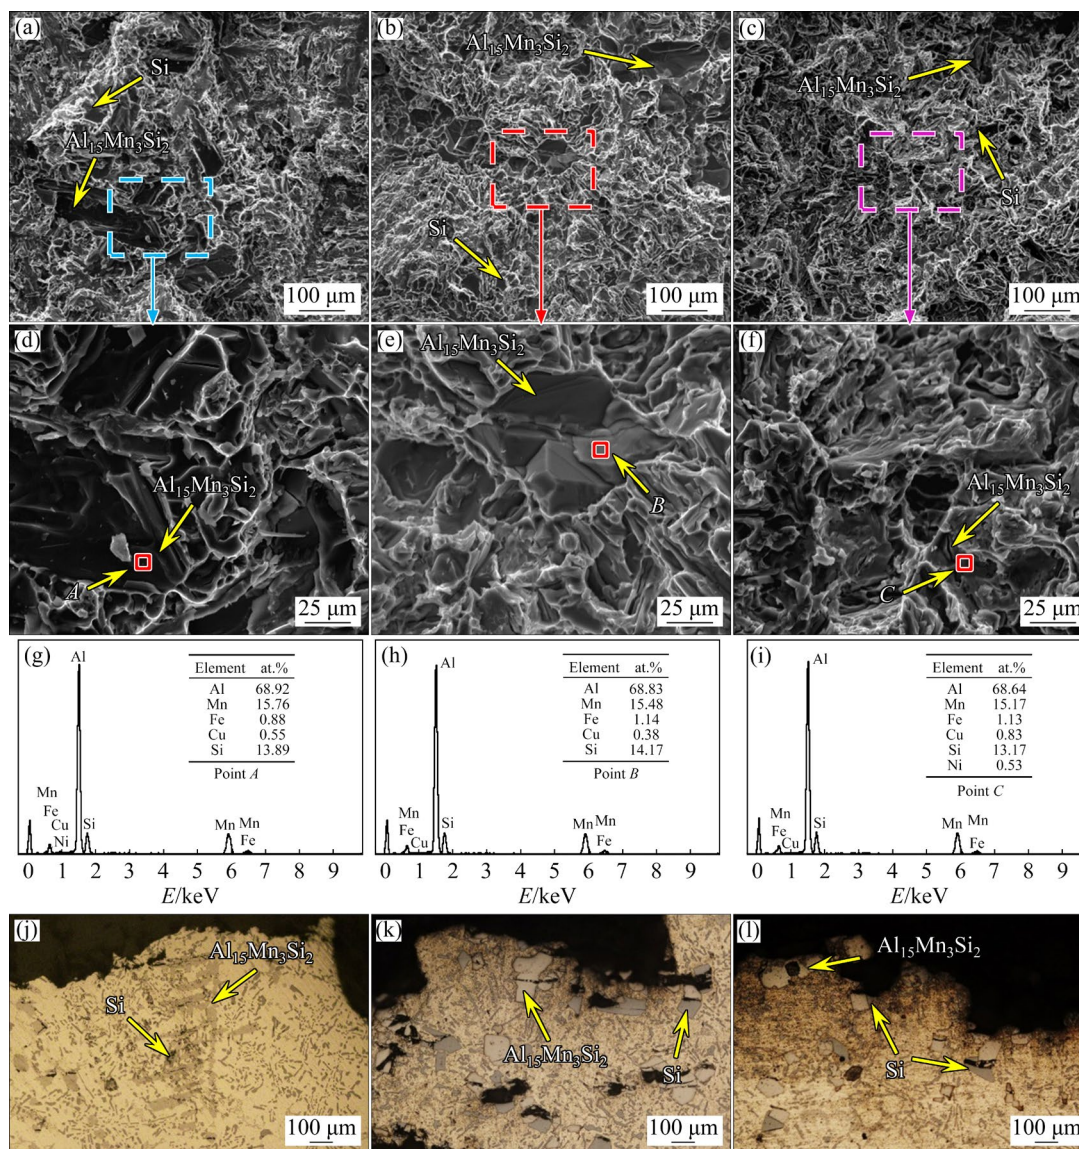 (a)
Si
Al₁₅Mn₃Si₂
100 μm
(b)
Al₁₅Mn₃Si₂
Si
100 μm
(c)
Al₁₅Mn₃Si₂
Si
100 μm
(d)
Al₁₅Mn₃Si₂
A
25 μm
(e)
Al₁₅Mn₃Si₂
B
25 μm
(f)
Al₁₅Mn₃Si₂
C
25 μm
(g)
Al
Element at.%
Al 68.92
Mn 15.76
Fe 0.88
Cu 0.55
Si 13.89
Point A
Mn
Fe
Cu
Ni
Si
Mn
Mn
Fe
0 1 2 3 4 5 6 7 8 9
E/keV
(h)
Al
Element at.%
Al 68.83
Mn 15.48
Fe 1.14
Cu 0.38
Si 14.17
Point B
Mn
Fe
Cu
Si
Mn
Mn
Fe
0 1 2 3 4 5 6 7 8 9
E/keV
(i)
Al
Element at.%
Al 68.64
Mn 15.17
Fe 1.13
Cu 0.83
Si 13.17
Ni 0.53
Point C
Mn
Fe
Cu
Si
Mn
Mn
Fe
0 1 2 3 4 5 6 7 8 9
E/keV
(j)
Al₁₅Mn₃Si₂
Si
100 μm
(k)
Al₁₅Mn₃Si₂
Si
100 μm
(l)
Al₁₅Mn₃Si₂
Si
100 μm